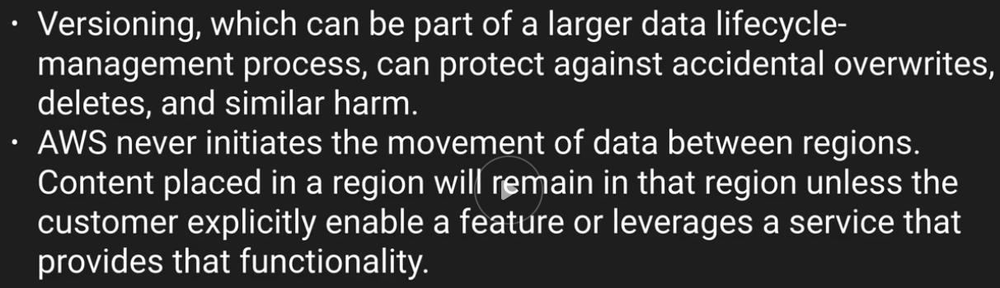 • Versioning, which can be part of a larger data lifecycle-
management process, can protect against accidental overwrites,
deletes, and similar harm.
• AWS never initiates the movement of data between regions.
Content placed in a region will remain in that region unless the
customer explicitly enable a feature or leverages a service that
provides that functionality.